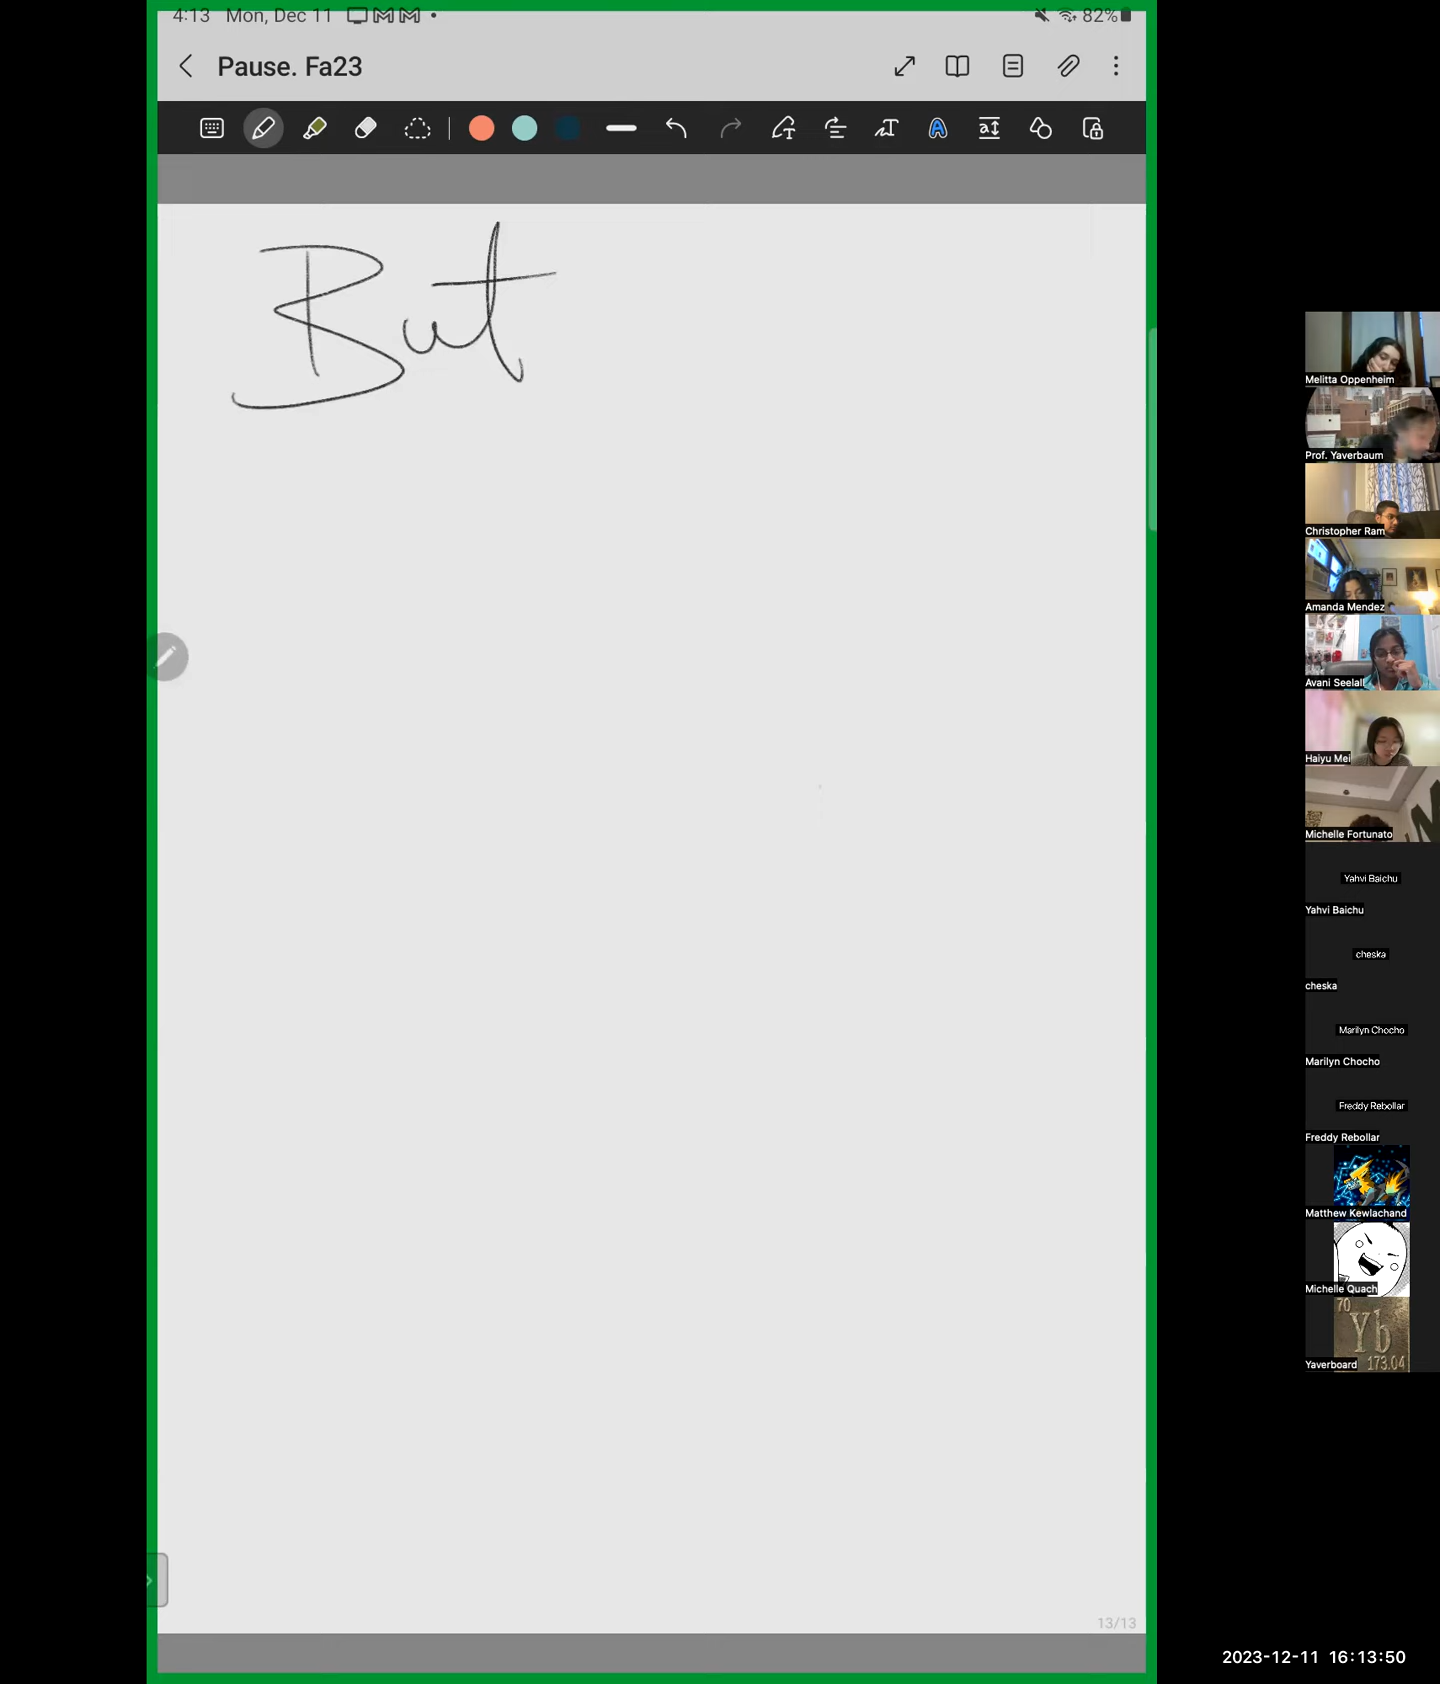 4:13 Mon, Dec 11 82%
Pause. Fa23
But
Melitta Oppenheim
Prof. Yaverbaum
Christopher Ram
Amanda Mendez
Avani Seelall
Haiyu Mei
Michelle Fortunato
Yahvi Baichu
Yahvi Baichu
cheska
cheska
Marilyn Chocho
Marilyn Chocho
Freddy Rebollar
Freddy Rebollar
Matthew Kewlachand
Michelle Quach
70
Yb
Yaverboard 173.04
13/13
2023-12-11 16:13:50